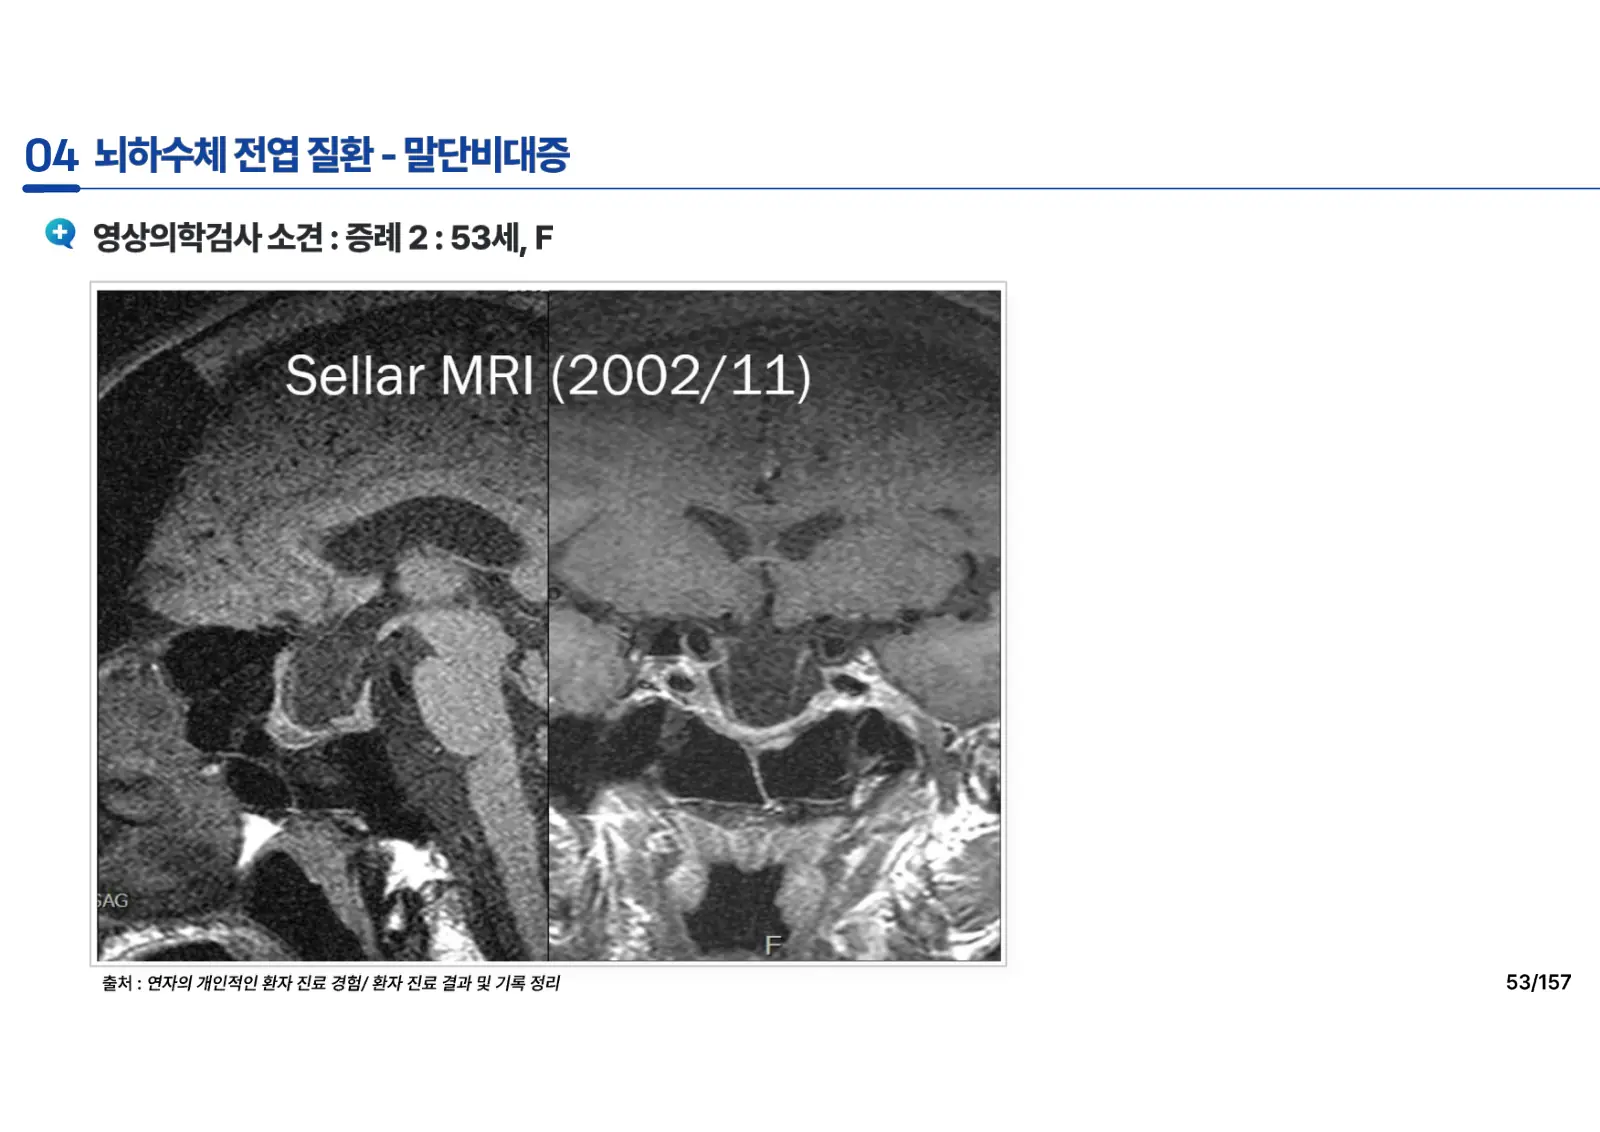 04 뇌하수체 전엽 질환 - 말단비대증
영상의학검사 소견 : 증례 2 : 53세, F
Sellar MRI (2002/11)
SAG
F
출처 : 연자의 개인적인 환자 진료 경험/ 환자 진료 결과 및 기록 정리
53/157